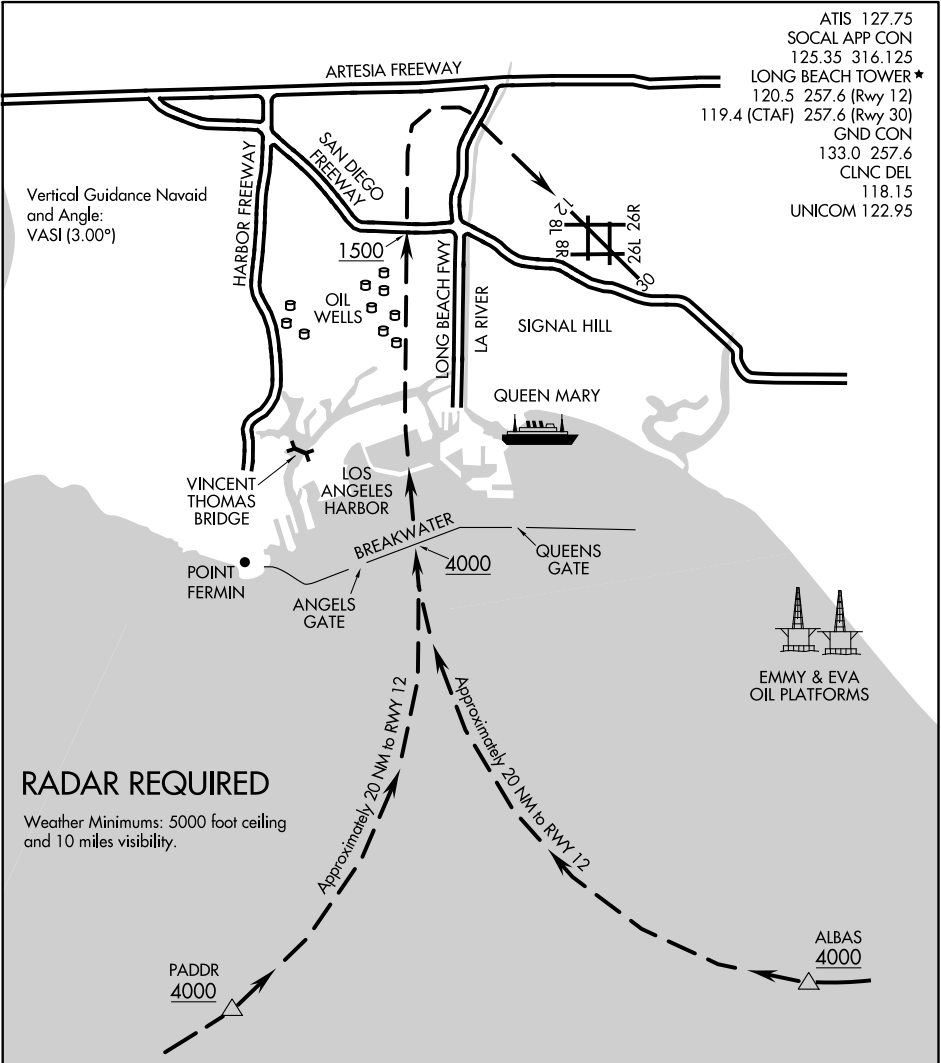 ATIS 127.75
SOCAL APP CON
125.35 316.125
LONG BEACH TOWER★
120.5 257.6 (Rwy 12)
119.4 (CTAF) 257.6 (Rwy 30)
GND CON
133.0 257.6
CLNC DEL
118.15
UNICOM 122.95
ARTESIA FREEWAY
SAN DIEGO
FREEWAY
HARBOR FREEWAY
Vertical Guidance Navaid
and Angle:
VASI (3.00°)
12
8L
26R
8R
26L
30
1500
OIL
WELLS
LONG BEACH FWY
LA RIVER
SIGNAL HILL
QUEEN MARY
VINCENT
THOMAS
BRIDGE
LOS
ANGELES
HARBOR
BREAKWATER
4000
QUEENS
GATE
POINT
FERMIN
ANGELS
GATE
EMMY & EVA
OIL PLATFORMS
Approximately 20 NM to RWY 12
Approximately 20 NM to RWY 12
RADAR REQUIRED
Weather Minimums: 5000 foot ceiling
and 10 miles visibility.
PADDR
4000
ALBAS
4000